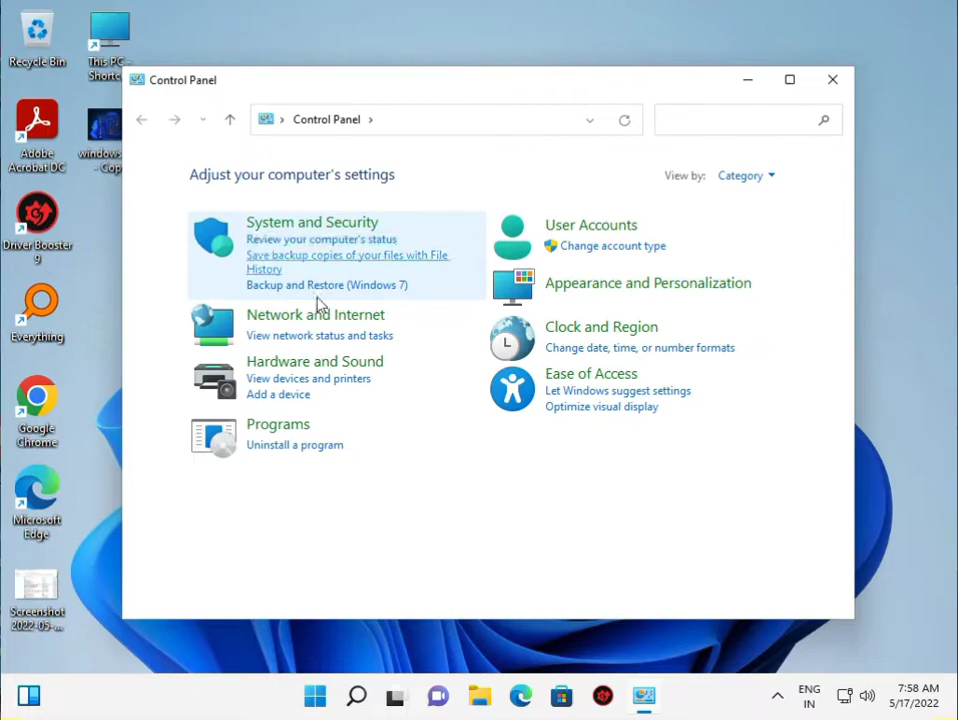 Recycle Bin
This PC -
Shortc
Adobe
Acrobat DC
windows
- Cop
Driver Booster
9
Everything
Google
Chrome
Microsoft
Edge
Screenshot
2022-05-...
Control Panel
Control Panel
Adjust your computer's settings
View by: Category
System and Security
Review your computer's status
Save backup copies of your files with File
History
Backup and Restore (Windows 7)
Network and Internet
View network status and tasks
Hardware and Sound
View devices and printers
Add a device
Programs
Uninstall a program
User Accounts
Change account type
Appearance and Personalization
Clock and Region
Change date, time, or number formats
Ease of Access
Let Windows suggest settings
Optimize visual display
ENG
IN
7:58 AM
5/17/2022